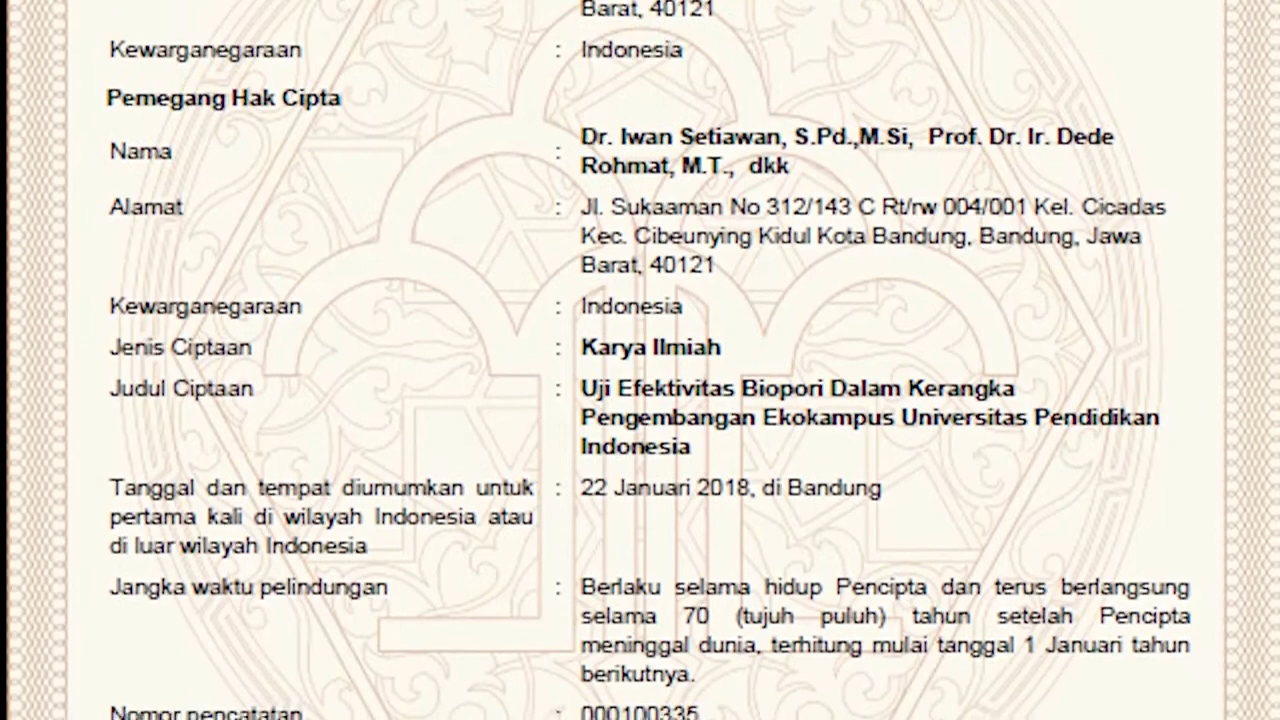 Barat, 40121
Kewarganegaraan : Indonesia
Pemegang Hak Cipta
Nama : Dr. Iwan Setiawan, S.Pd.,M.Si, Prof. Dr. Ir. Dede
Rohmat, M.T., dkk
Alamat : Jl. Sukaaman No 312/143 C Rt/rw 004/001 Kel. Cicadas
Kec. Cibeunying Kidul Kota Bandung, Bandung, Jawa
Barat, 40121
Kewarganegaraan : Indonesia
Jenis Ciptaan : Karya Ilmiah
Judul Ciptaan : Uji Efektivitas Biopori Dalam Kerangka
Pengembangan Ekokampus Universitas Pendidikan
Indonesia
Tanggal dan tempat diumumkan untuk : 22 Januari 2018, di Bandung
pertama kali di wilayah Indonesia atau
di luar wilayah Indonesia
Jangka waktu pelindungan : Berlaku selama hidup Pencipta dan terus berlangsung
selama 70 (tujuh puluh) tahun setelah Pencipta
meninggal dunia, terhitung mulai tanggal 1 Januari tahun
berikutnya.
Nomor pencatatan : 000100335